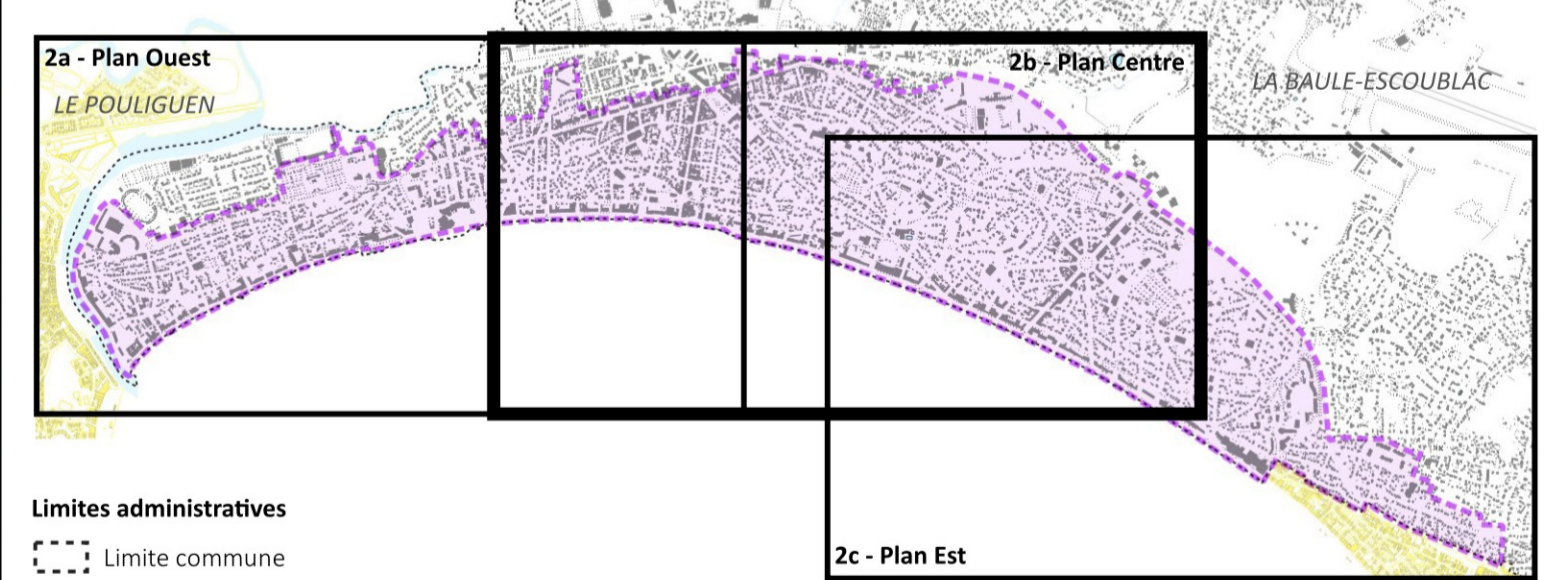 2a - Plan Ouest
LE POULIGUEN
2b - Plan Centre
LA BAULE-ESCOUBLAC
Limites administratives
Limite commune
2c - Plan Est